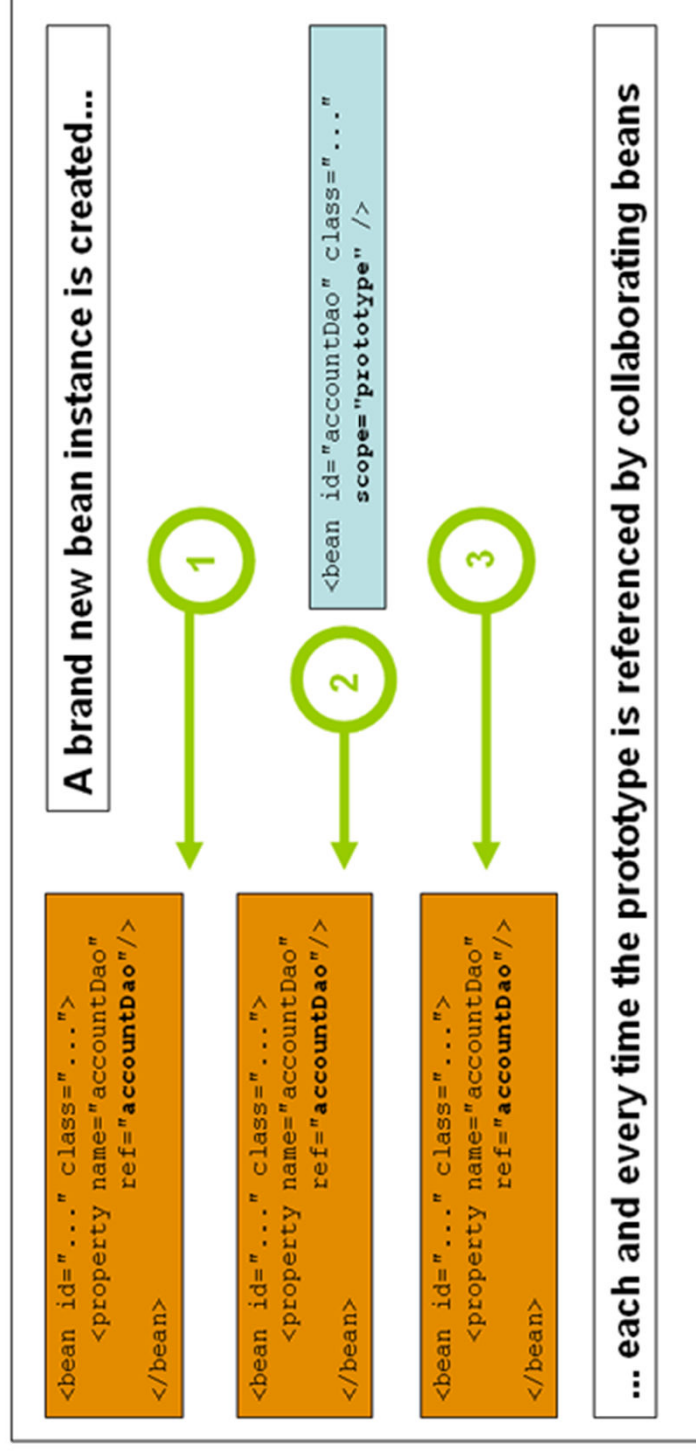 A brand new bean instance is created...
<bean id="..." class="...">
<property name="accountDao"
ref="accountDao"/>
</bean>
1
<bean id="..." class="...">
<property name="accountDao"
ref="accountDao"/>
</bean>
2
<bean id="accountDao" class="..."
scope="prototype" />
<bean id="..." class="...">
<property name="accountDao"
ref="accountDao"/>
</bean>
3
... each and every time the prototype is referenced by collaborating beans